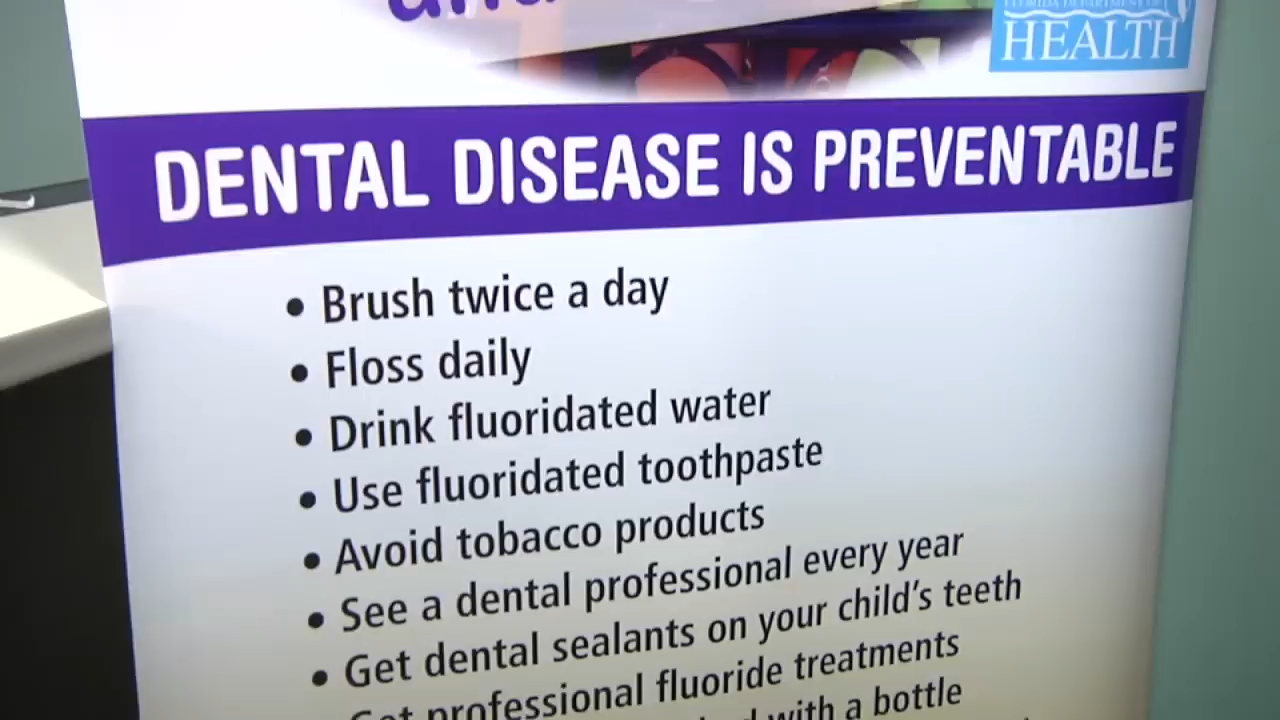 HEALTH
DENTAL DISEASE IS PREVENTABLE
• Brush twice a day
• Floss daily
• Drink fluoridated water
• Use fluoridated toothpaste
• Avoid tobacco products
• See a dental professional every year
• Get dental sealants on your child's teeth
Get professional fluoride treatments
with a bottle